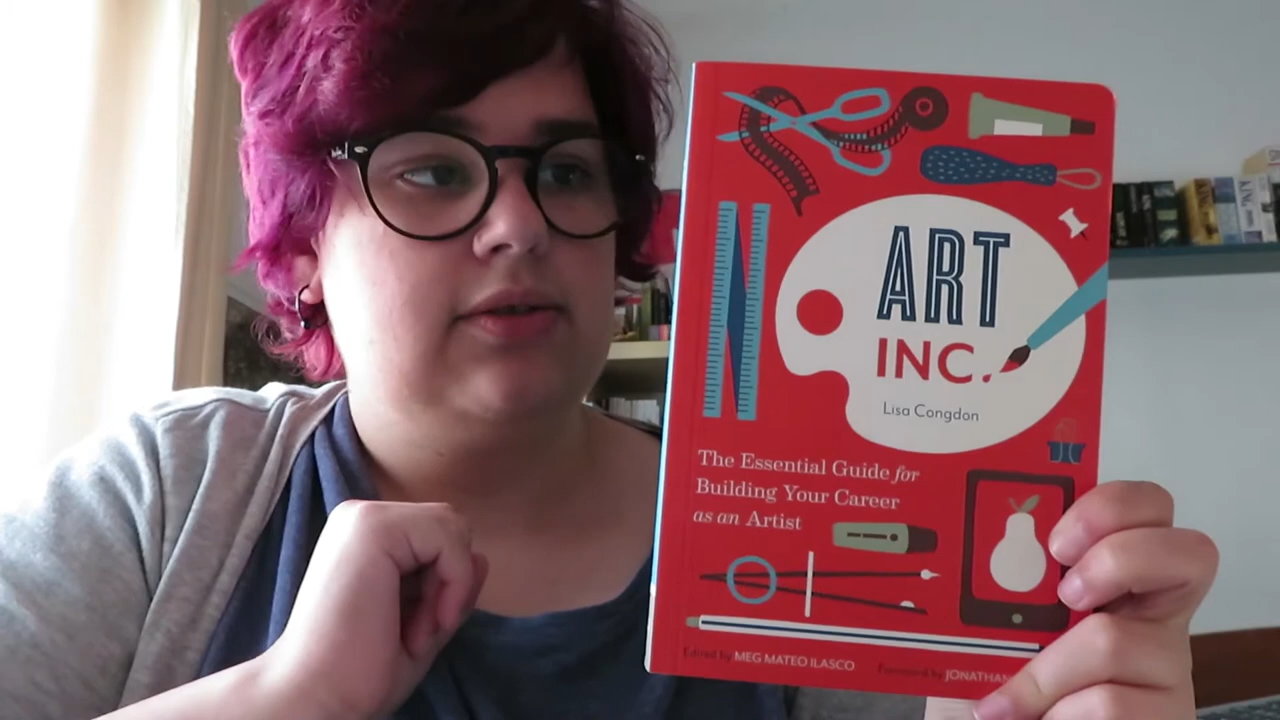 ART
INC.
Lisa Congdon
The Essential Guide for
Building Your Career
as an Artist
Edited by MEG MATEO ILASCO
Foreword by JONATHAN
KING